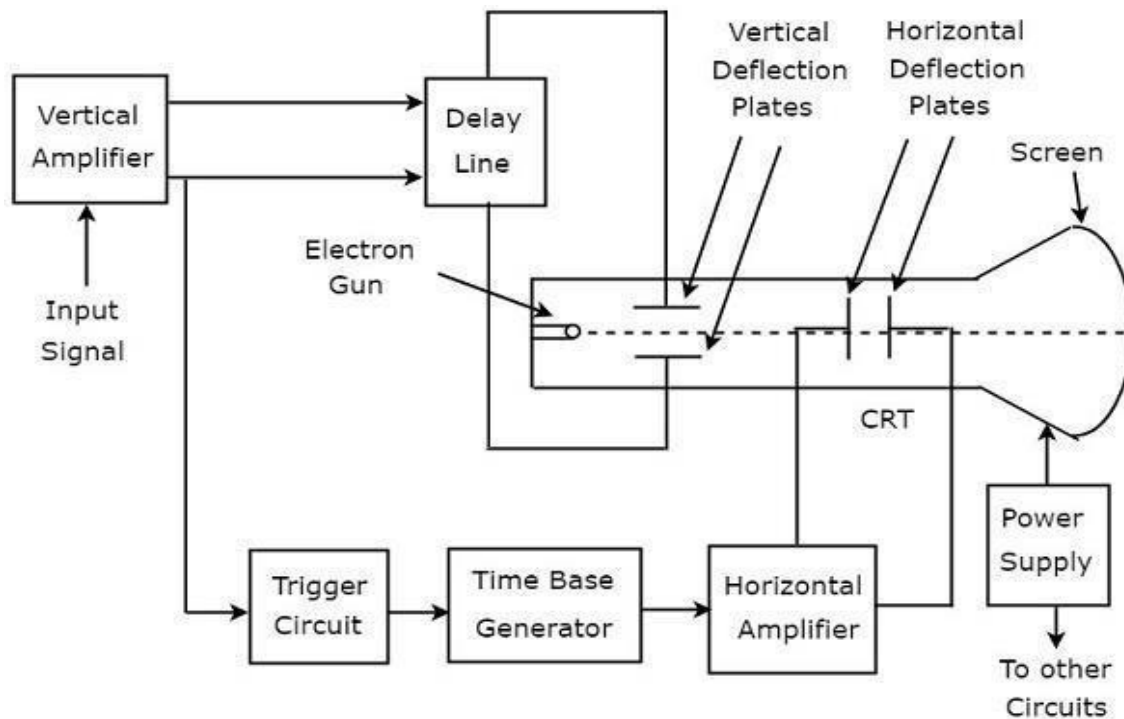 Vertical
Amplifier
Input
Signal
Delay
Line
Electron
Gun
Vertical
Deflection
Plates
Horizontal
Deflection
Plates
Screen
CRT
Trigger
Circuit
Time Base
Generator
Horizontal
Amplifier
Power
Supply
To other
Circuits